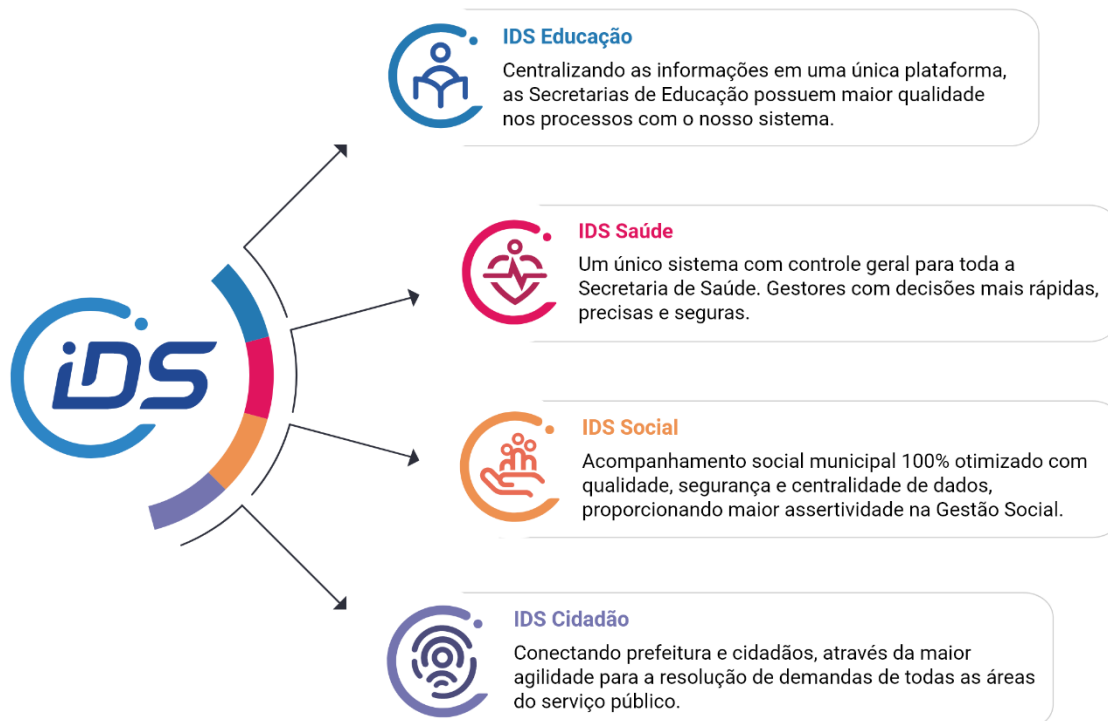 IDS Educação
Centralizando as informações em uma única plataforma,
as Secretarias de Educação possuem maior qualidade
nos processos com o nosso sistema.
IDS Saúde
Um único sistema com controle geral para toda a
Secretaria de Saúde. Gestores com decisões mais rápidas,
precisas e seguras.
iDS
IDS Social
Acompanhamento social municipal 100% otimizado com
qualidade, segurança e centralidade de dados,
proporcionando maior assertividade na Gestão Social.
IDS Cidadão
Conectando prefeitura e cidadãos, através da maior
agilidade para a resolução de demandas de todas as áreas
do serviço público.